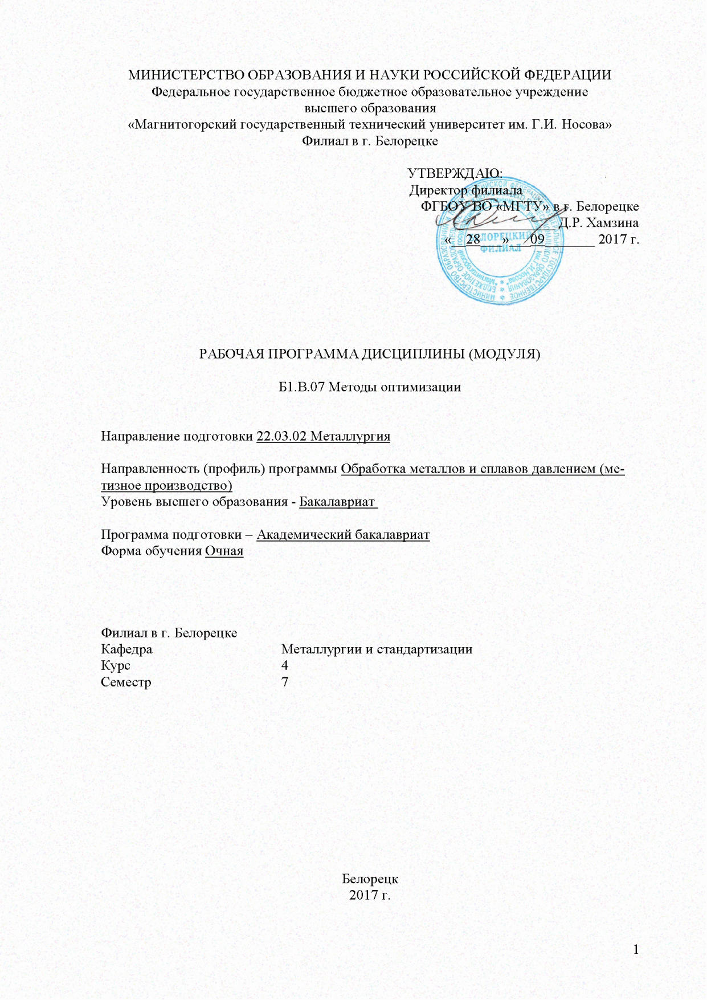 МИНИСТЕРСТВО ОБРАЗОВАНИЯ И НАУКИ РОССИЙСКОЙ ФЕДЕРАЦИИ
Федеральное государственное бюджетное образовательное учреждение
высшего образования
«Магнитогорский государственный технический университет им. Г.И. Носова»
Филиал в г. Белорецке
УТВЕРЖДАЮ:
Директор филиала
ФГБОУ ВО «МГТУ» в г. Белорецке
Д.Р. Хамзина
« 28 » 09 2017 г.
БЕЛОРЕЦКИЙ
ФИЛИАЛ
РАБОЧАЯ ПРОГРАММА ДИСЦИПЛИНЫ (МОДУЛЯ)
Б1.В.07 Методы оптимизации
Направление подготовки 22.03.02 Металлургия
Направленность (профиль) программы Обработка металлов и сплавов давлением (ме-
тизное производство)
Уровень высшего образования - Бакалавриат
Программа подготовки – Академический бакалавриат
Форма обучения Очная
Филиал в г. Белорецке
Кафедра Металлургии и стандартизации
Курс 4
Семестр 7
Белорецк
2017 г.
1